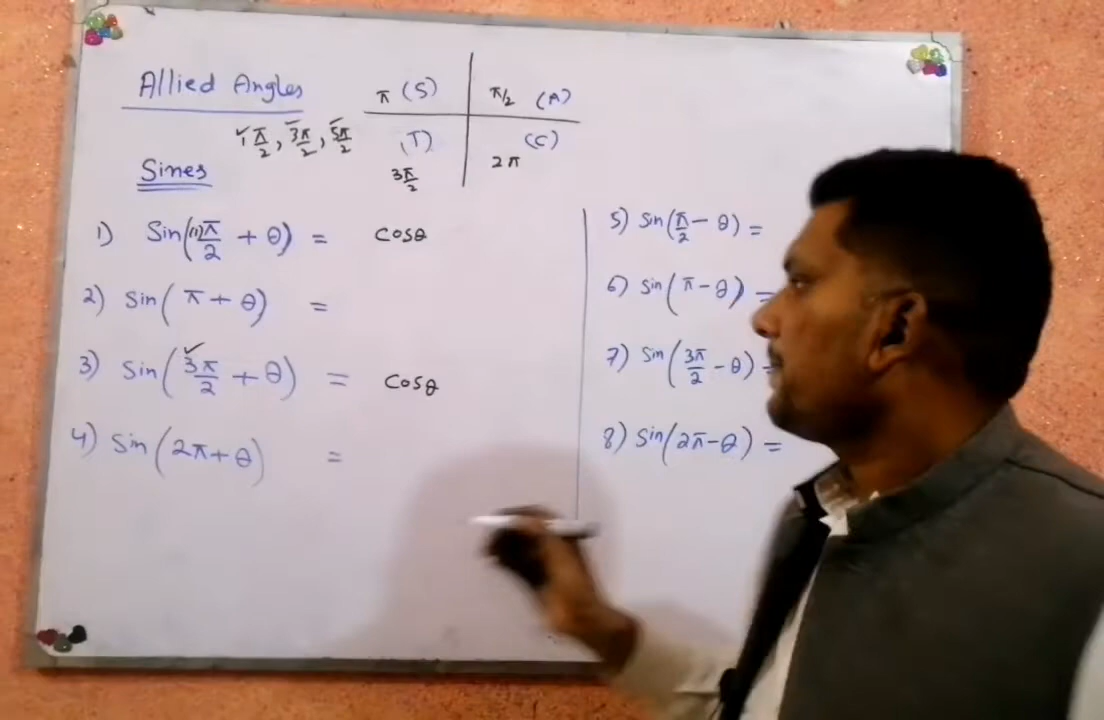 Allied Angles
π (S) π/2 (A)
(T) (C)
3π/2 2π
1π/2, 3π/2, 5π/2
Sines
1) Sin((1)π/2 + θ) = cosθ
2) Sin(π + θ) =
3) Sin(3π/2 + θ) = cosθ
4) Sin(2π+θ) =
5) Sin(π/2 - θ) =
6) Sin(π - θ) =
7) Sin(3π/2 - θ) =
8) Sin(2π-θ) =